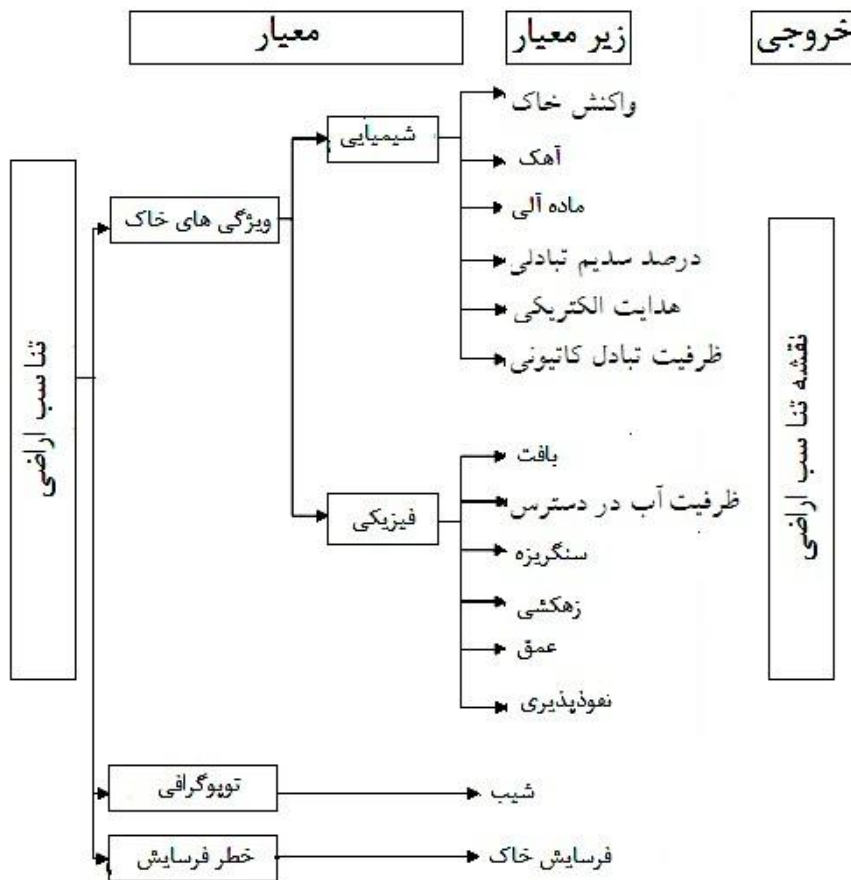 خروجی
زیر معیار
معیار
تناسب اراضی
ویژگی های خاک
شیمیایی
واکنش خاک
آهک
ماده آلی
درصد سدیم تبادلی
هدایت الکتریکی
ظرفیت تبادل کاتیونی
فیزیکی
بافت
ظرفیت آب در دسترس
سنگریزه
زهکشی
عمق
نفوذپذیری
توپوگرافی
شیب
خطر فرسایش
فرسایش خاک
نقشه تناسب اراضی